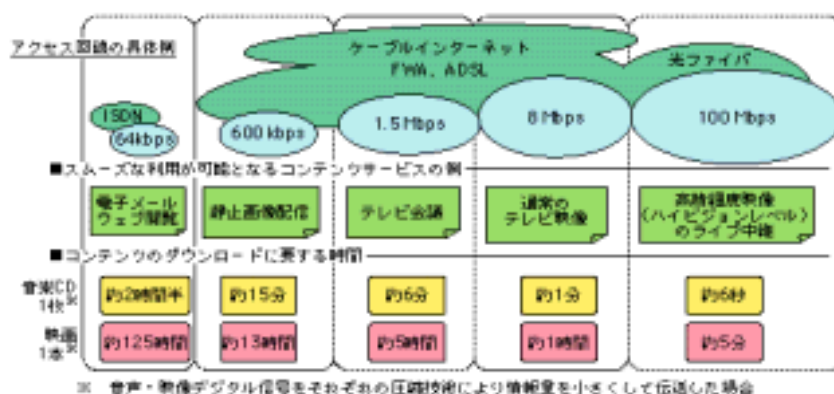 アクセス回線の具体例
ケーブルインターネット
FWA、ADSL
光ファイバ
ISDN
64kbps
600 kbps
1.5 Mbps
8 Mbps
100 Mbps
■スムーズな利用が可能となるコンテンツサービスの例
電子メール
ウェブ閲覧
静止画像配信
テレビ会議
通常の
テレビ映像
高精細度映像
(ハイビジョンレベル)
のライブ中継
■コンテンツのダウンロードに要する時間
音楽CD
1枚※
約2時間半
約15分
約6分
約1分
約6秒
映画
1本※
約125時間
約13時間
約5時間
約1時間
約5分
※ 音声・映像デジタル信号をそれぞれの圧縮技術により情報量を小さくして伝送した場合